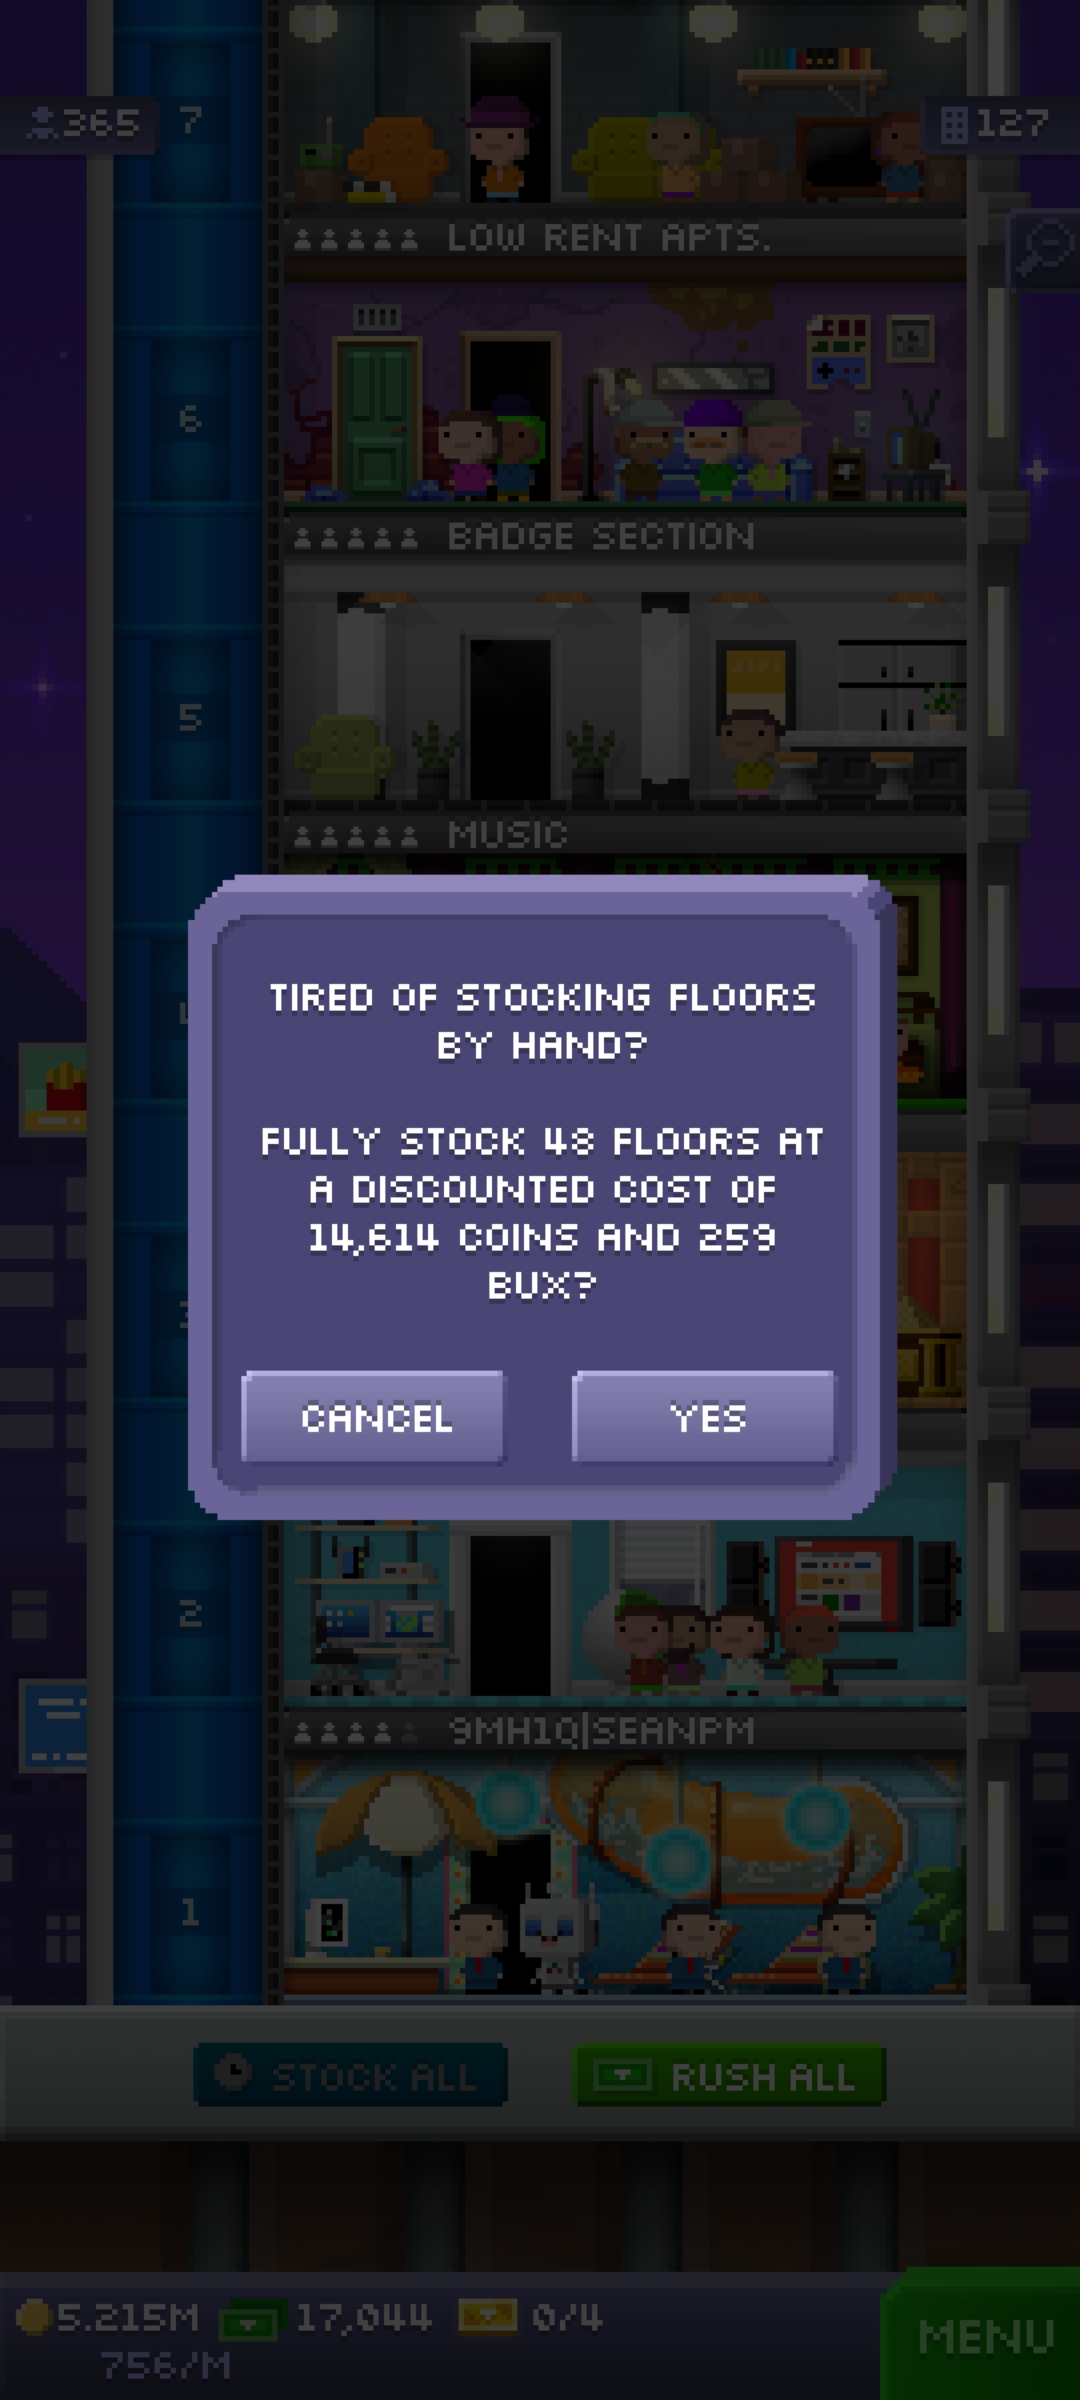 365
7
127
LOW RENT APTS.
6
BADGE SECTION
5
MUSIC
TIRED OF STOCKING FLOORS
BY HAND?
FULLY STOCK 48 FLOORS AT
A DISCOUNTED COST OF
14,614 COINS AND 259
BUX?
CANCEL
YES
2
9MH1Q|SEANPM
1
STOCK ALL
RUSH ALL
5.215M
17,044
0/4
756/M
MENU